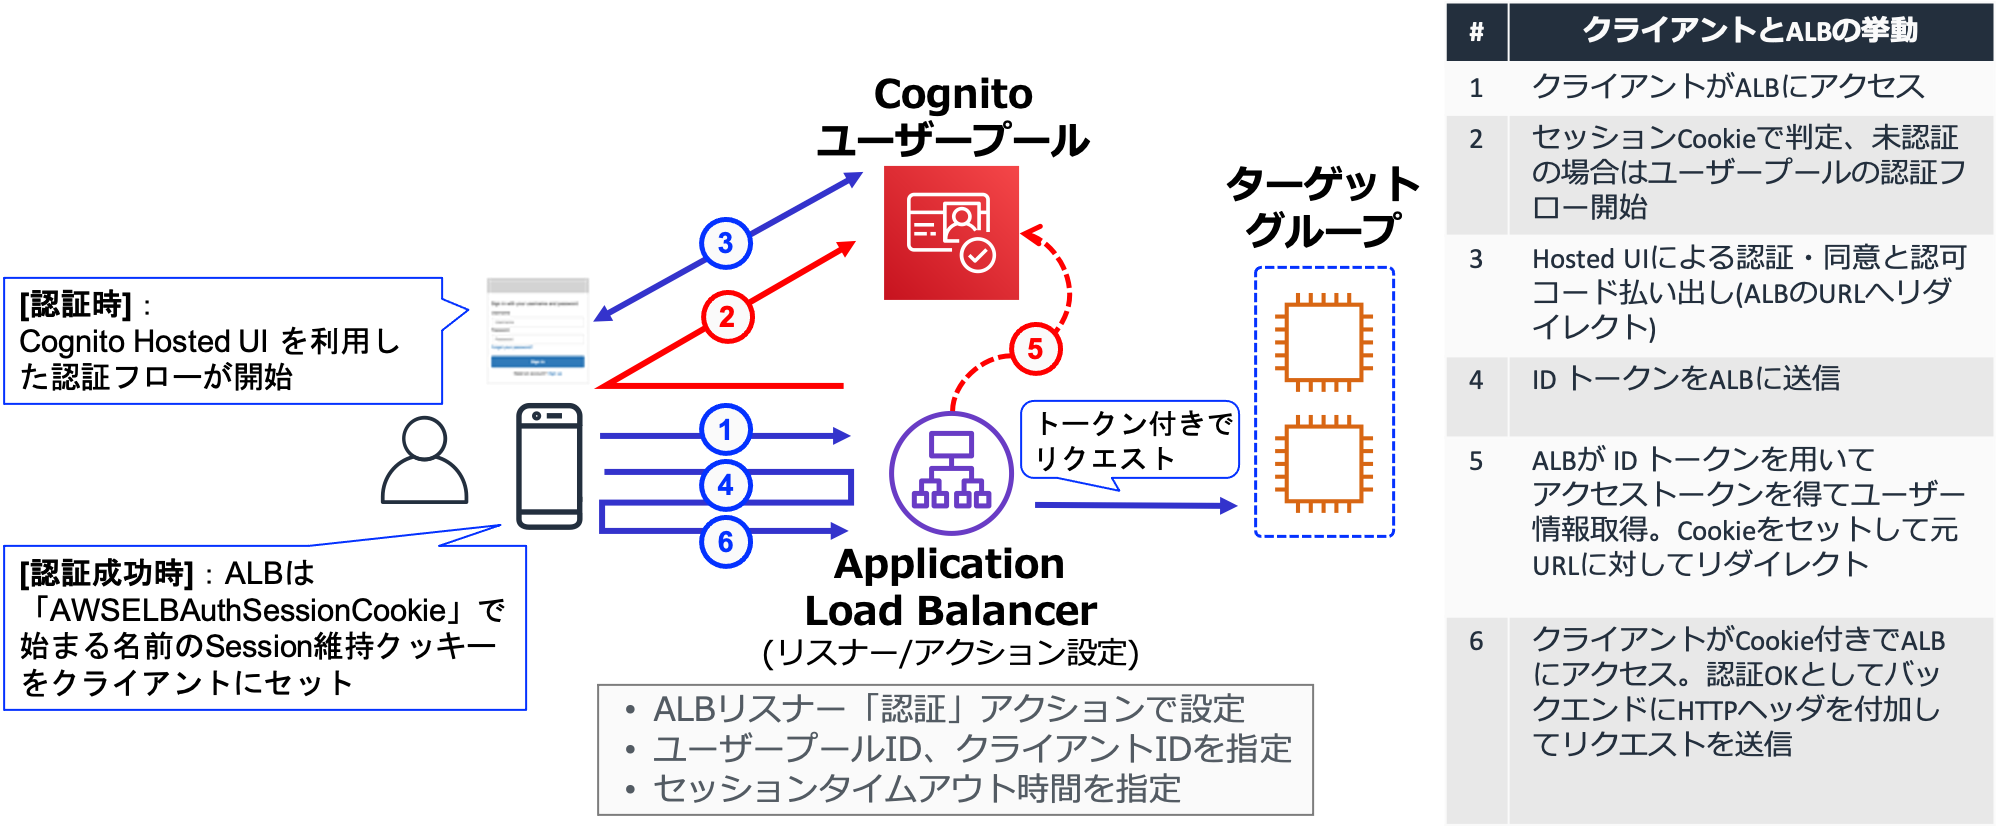 Cognito
ユーザープール
ターゲット
グループ
3
2
5
[認証時]：
Cognito Hosted UI を利用し
た認証フローが開始
Sign in with your username and password
1
4
6
トークン付きで
リクエスト
[認証成功時]：ALBは
「AWSELBAuthSessionCookie」で
始まる名前のSession維持クッキー
をクライアントにセット
Application
Load Balancer
(リスナー/アクション設定)
• ALBリスナー「認証」アクションで設定
• ユーザープールID、クライアントIDを指定
• セッションタイムアウト時間を指定
# クライアントとALBの挙動
1 クライアントがALBにアクセス
2 セッションCookieで判定、未認証
の場合はユーザープールの認証フ
ロー開始
3 Hosted UIによる認証・同意と認可
コード払い出し(ALBのURLへリダ
イレクト)
4 ID トークンをALBに送信
5 ALBが ID トークンを用いて
アクセストークンを得てユーザー
情報取得。Cookieをセットして元
URLに対してリダイレクト
6 クライアントがCookie付きでALB
にアクセス。認証OKとしてバッ
クエンドにHTTPヘッダを付加し
てリクエストを送信